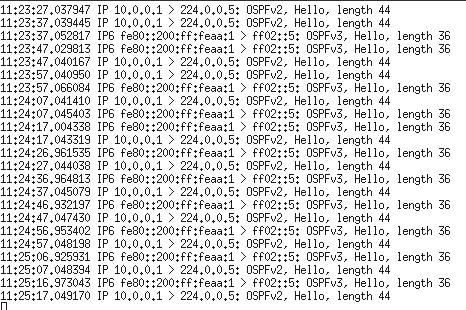 11:23:27.037947 IP 10.0.0.1 > 224.0.0.5: OSPFv2, Hello, length 44
11:23:37.052817 IP6 fe80::200:ff:feaa:1 > ff02::5: OSPFv3, Hello, length 36
11:23:37.039445 IP 10.0.0.1 > 224.0.0.5: OSPFv2, Hello, length 44
11:23:47.029813 IP6 fe80::200:ff:feaa:1 > ff02::5: OSPFv3, Hello, length 36
11:23:47.040167 IP 10.0.0.1 > 224.0.0.5: OSPFv2, Hello, length 44
11:23:57.040950 IP 10.0.0.1 > 224.0.0.5: OSPFv2, Hello, length 44
11:23:57.066084 IP6 fe80::200:ff:feaa:1 > ff02::5: OSPFv3, Hello, length 36
11:24:07.041410 IP 10.0.0.1 > 224.0.0.5: OSPFv2, Hello, length 44
11:24:07.045403 IP6 fe80::200:ff:feaa:1 > ff02::5: OSPFv3, Hello, length 36
11:24:17.004338 IP6 fe80::200:ff:feaa:1 > ff02::5: OSPFv3, Hello, length 36
11:24:17.043319 IP 10.0.0.1 > 224.0.0.5: OSPFv2, Hello, length 44
11:24:26.961535 IP6 fe80::200:ff:feaa:1 > ff02::5: OSPFv3, Hello, length 36
11:24:27.044038 IP 10.0.0.1 > 224.0.0.5: OSPFv2, Hello, length 44
11:24:36.964813 IP6 fe80::200:ff:feaa:1 > ff02::5: OSPFv3, Hello, length 36
11:24:37.045079 IP 10.0.0.1 > 224.0.0.5: OSPFv2, Hello, length 44
11:24:46.932197 IP6 fe80::200:ff:feaa:1 > ff02::5: OSPFv3, Hello, length 36
11:24:47.047430 IP 10.0.0.1 > 224.0.0.5: OSPFv2, Hello, length 44
11:24:56.953402 IP6 fe80::200:ff:feaa:1 > ff02::5: OSPFv3, Hello, length 36
11:24:57.048198 IP 10.0.0.1 > 224.0.0.5: OSPFv2, Hello, length 44
11:25:06.925931 IP6 fe80::200:ff:feaa:1 > ff02::5: OSPFv3, Hello, length 36
11:25:07.048394 IP 10.0.0.1 > 224.0.0.5: OSPFv2, Hello, length 44
11:25:16.973043 IP6 fe80::200:ff:feaa:1 > ff02::5: OSPFv3, Hello, length 36
11:25:17.049170 IP 10.0.0.1 > 224.0.0.5: OSPFv2, Hello, length 44